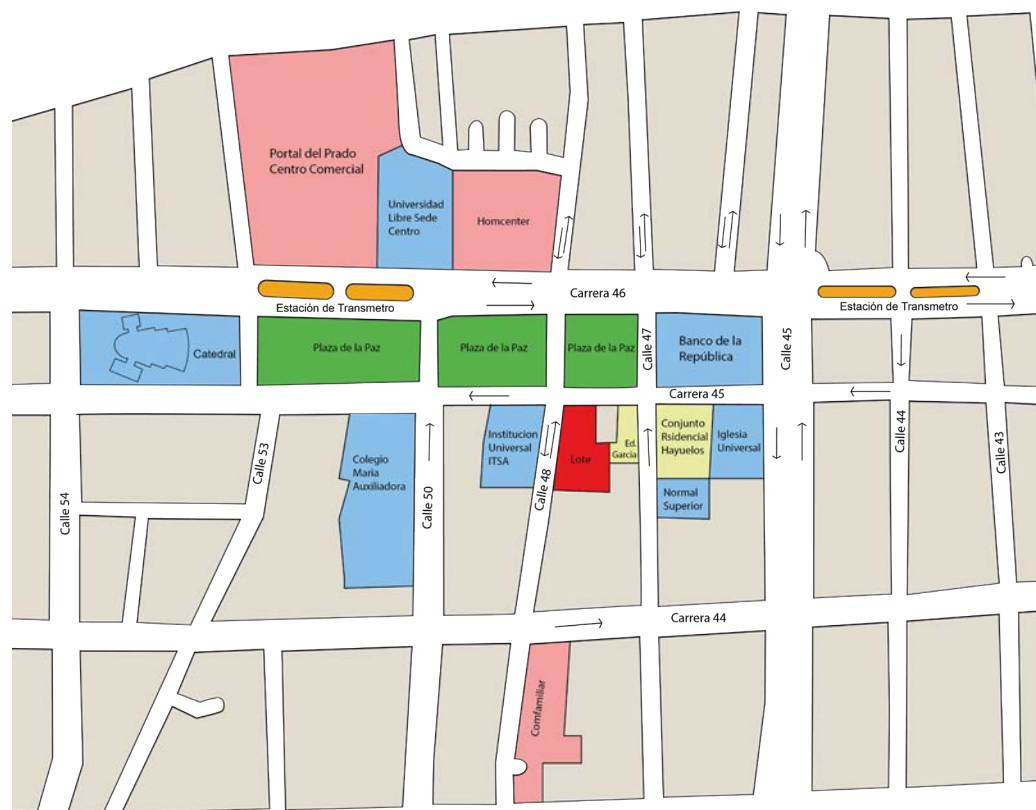 Portal del Prado
Centro Comercial
Universidad
Libre Sede
Centro
Homcenter
Carrera 46
Estación de Transmetro
Estación de Transmetro
Catedral
Plaza de la Paz
Plaza de la Paz
Plaza de la Paz
Calle 47
Banco de la
República
Calle 45
Carrera 45
Calle 54
Calle 53
Colegio
Maria
Auxiliadora
Calle 50
Institucion
Universal
ITSA
Calle 48
Lote
Ed.
García
Conjunto
Rsidencial
Hayuelos
Iglesia
Universal
Normal
Superior
Calle 44
Calle 43
Carrera 44
Comfamiliar